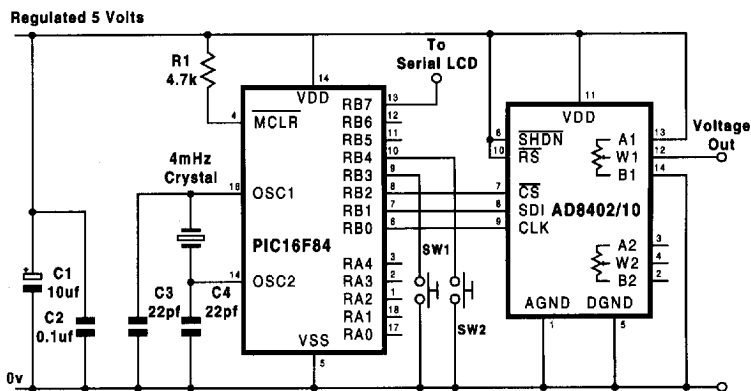 Regulated 5 Volts
R1
4.7k
4
MCLR
14
VDD
To
Serial LCD
RB7 13
RB6 12
RB5 11
RB4 10
RB3 9
RB2 8
RB1 7
RB0 6
4mHz
Crystal
18
OSC1
PIC16F84
14
OSC2
RA4 3
RA3 2
RA2 1
RA1 18
RA0 17
VSS
5
C1
10uf
C2
0.1uf
C3
22pf
C4
22pf
SW1
SW2
11
VDD
6 SHDN
10 RS
7 CS
8 SDI
9 CLK
AD8402/10
A1 13
W1 12
B1 14
Voltage
Out
A2 3
W2 4
B2 2
AGND
DGND
1
5
0v